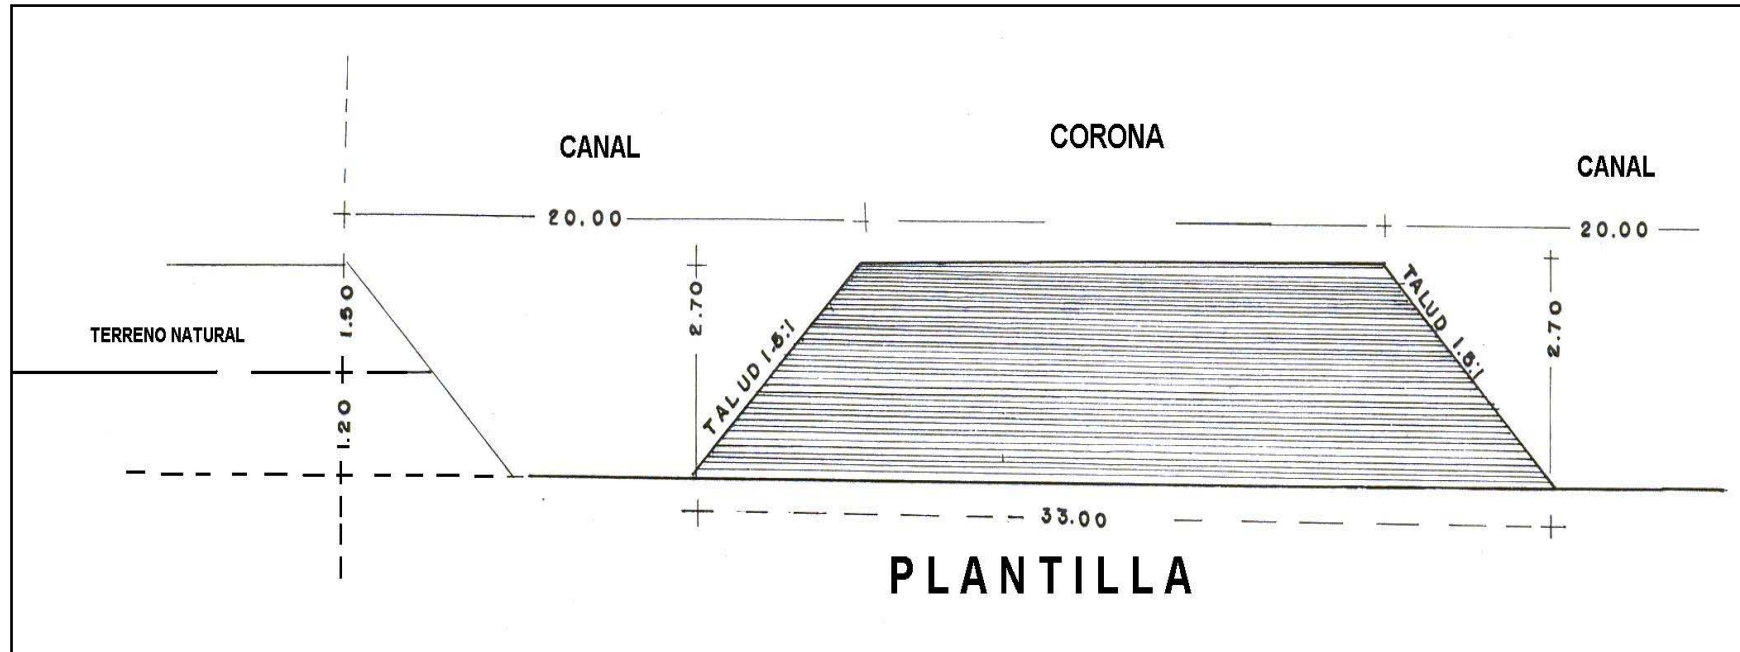 CANAL
CORONA
CANAL
20.00
20.00
TERRENO NATURAL
1.50
1.20
2.70
TALUD 1.5:1
TALUD 1.5:1
2.70
33.00
PLANTILLA